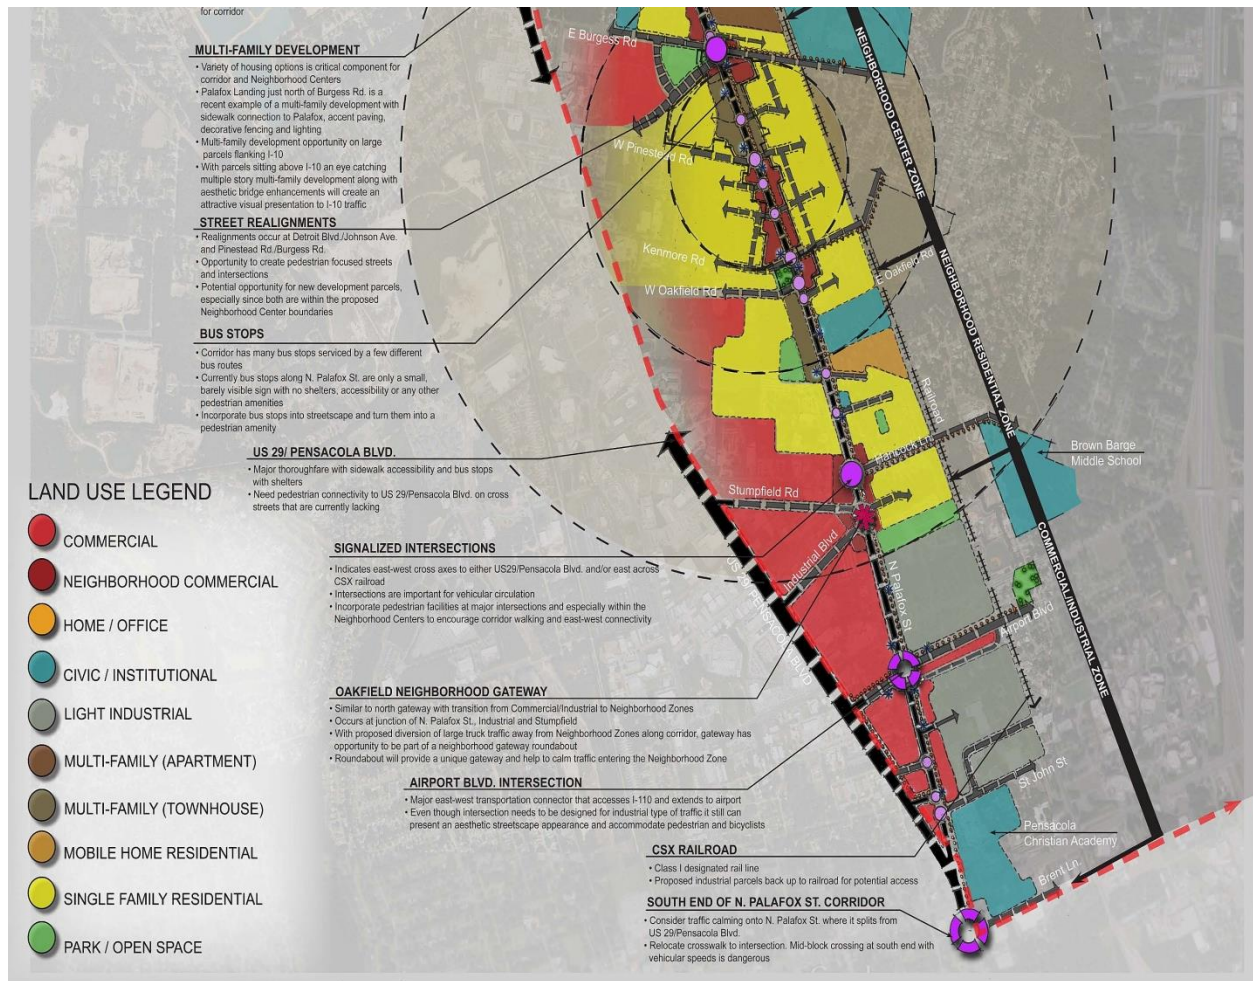 for corridor
MULTI-FAMILY DEVELOPMENT
• Variety of housing options is critical component for
corridor and Neighborhood Centers
• Palafox Landing just north of Burgess Rd. is a
recent example of a multi-family development with
sidewalk connection to Palafox, accent paving,
decorative fencing and lighting
• Multi-family development opportunity on large
parcels flanking I-10
• With parcels sitting above I-10 an eye catching
multiple story multi-family development along with
aesthetic bridge enhancements will create an
attractive visual presentation to I-10 traffic
STREET REALIGNMENTS
• Realignments occur at Detroit Blvd./Johnson Ave.
and Pinestead Rd./Burgess Rd.
• Opportunity to create pedestrian focused streets
and intersections
• Potential opportunity for new development parcels,
especially since both are within the proposed
Neighborhood Center boundaries
BUS STOPS
• Corridor has many bus stops serviced by a few different
bus routes
• Currently bus stops along N. Palafox St. are only a small,
barely visible sign with no shelters, accessibility or any other
pedestrian amenities
• Incorporate bus stops into streetscape and turn them into a
pedestrian amenity
US 29/ PENSACOLA BLVD.
• Major thoroughfare with sidewalk accessibility and bus stops
with shelters
• Need pedestrian connectivity to US 29/Pensacola Blvd. on cross
streets that are currently lacking
SIGNALIZED INTERSECTIONS
• Indicates east-west cross axes to either US29/Pensacola Blvd. and/or east across
CSX railroad
• Intersections are important for vehicular circulation
• Incorporate pedestrian facilities at major intersections and especially within the
Neighborhood Centers to encourage corridor walking and east-west connectivity
OAKFIELD NEIGHBORHOOD GATEWAY
• Similar to north gateway with transition from Commercial/Industrial to Neighborhood Zones
• Occurs at junction of N. Palafox St., Industrial and Stumpfield
• With proposed diversion of large truck traffic away from Neighborhood Zones along corridor, gateway has
opportunity to be part of a neighborhood gateway roundabout
• Roundabout will provide a unique gateway and help to calm traffic entering the Neighborhood Zone
AIRPORT BLVD. INTERSECTION
• Major east-west transportation connector that accesses I-110 and extends to airport
• Even though intersection needs to be designed for industrial type of traffic it still can
present an aesthetic streetscape appearance and accommodate pedestrian and bicyclists
CSX RAILROAD
• Class I designated rail line
• Proposed industrial parcels back up to railroad for potential access
SOUTH END OF N. PALAFOX ST. CORRIDOR
• Consider traffic calming onto N. Palafox St. where it splits from
US 29/Pensacola Blvd.
• Relocate crosswalk to intersection. Mid-block crossing at south end with
vehicular speeds is dangerous
LAND USE LEGEND
COMMERCIAL
NEIGHBORHOOD COMMERCIAL
HOME / OFFICE
CIVIC / INSTITUTIONAL
LIGHT INDUSTRIAL
MULTI-FAMILY (APARTMENT)
MULTI-FAMILY (TOWNHOUSE)
MOBILE HOME RESIDENTIAL
SINGLE FAMILY RESIDENTIAL
PARK / OPEN SPACE
E Burgess Rd
W Pinestead Rd
Kenmore Rd
W Oakfield Rd
E Oakfield Rd
Railroad
Hancock Ln
Stumpfield Rd
Industrial Blvd
N Palafox St
US 29 PENSACOLA BLVD
Airport Blvd
St John St
Brent Ln.
Brown Barge
Middle School
Pensacola
Christian Academy
NEIGHBORHOOD CENTER ZONE
NEIGHBORHOOD RESIDENTIAL ZONE
COMMERCIAL/INDUSTRIAL ZONE